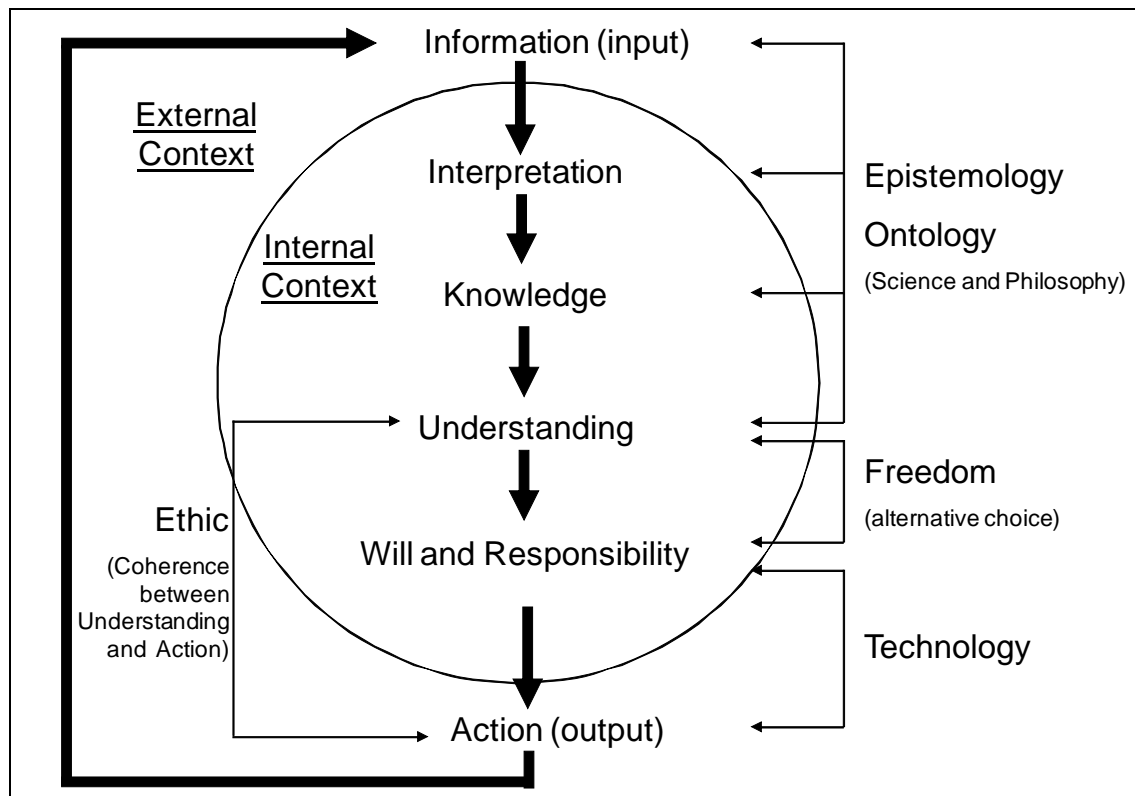 Information (input)
External
Context
Interpretation
Epistemology
Ontology
(Science and Philosophy)
Internal
Context
Knowledge
Understanding
Freedom
(alternative choice)
Ethic
(Coherence
between
Understanding
and Action)
Will and Responsibility
Technology
Action (output)